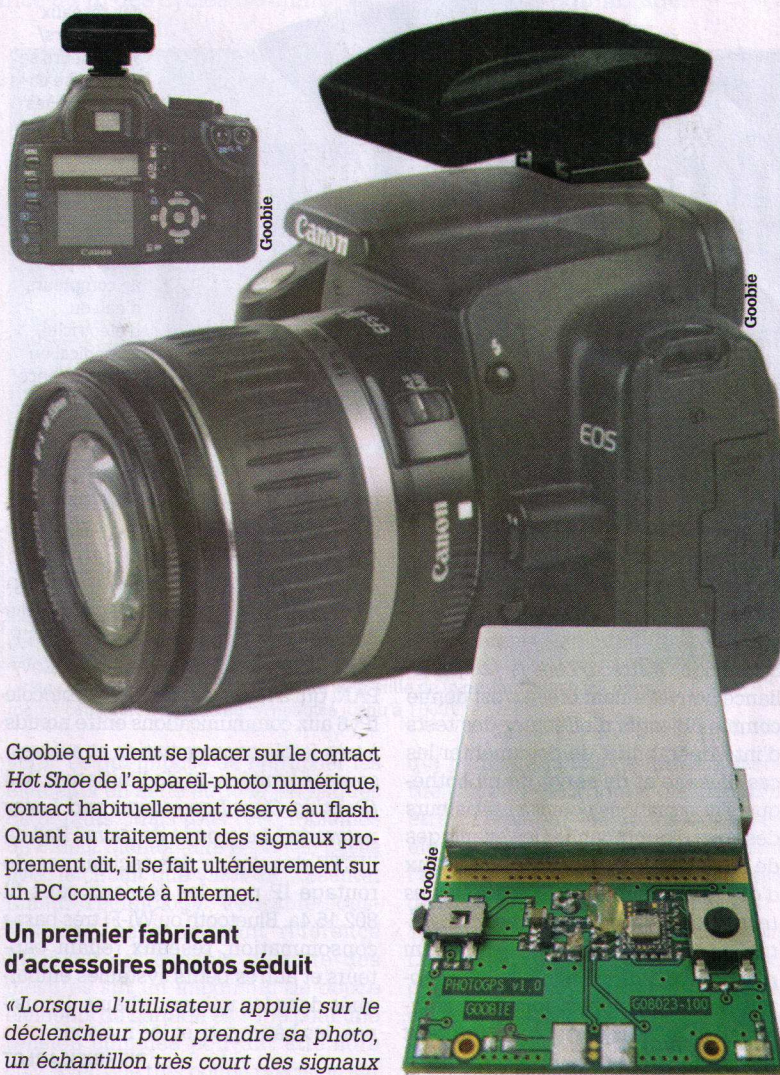 Canon
Goobie
Canon
Goobie
EOS
Canon
Goobie qui vient se placer sur le contact
Hot Shoe de l'appareil-photo numérique,
contact habituellement réservé au flash.
Quant au traitement des signaux pro-
prement dit, il se fait ultérieurement sur
un PC connecté à Internet.
Un premier fabricant
d'accessoires photos séduit
«Lorsque l'utilisateur appuie sur le
déclencheur pour prendre sa photo,
un échantillon très court des signaux
Goobie
PHOTOGPS v1.0
GOOBIE
G08023-100